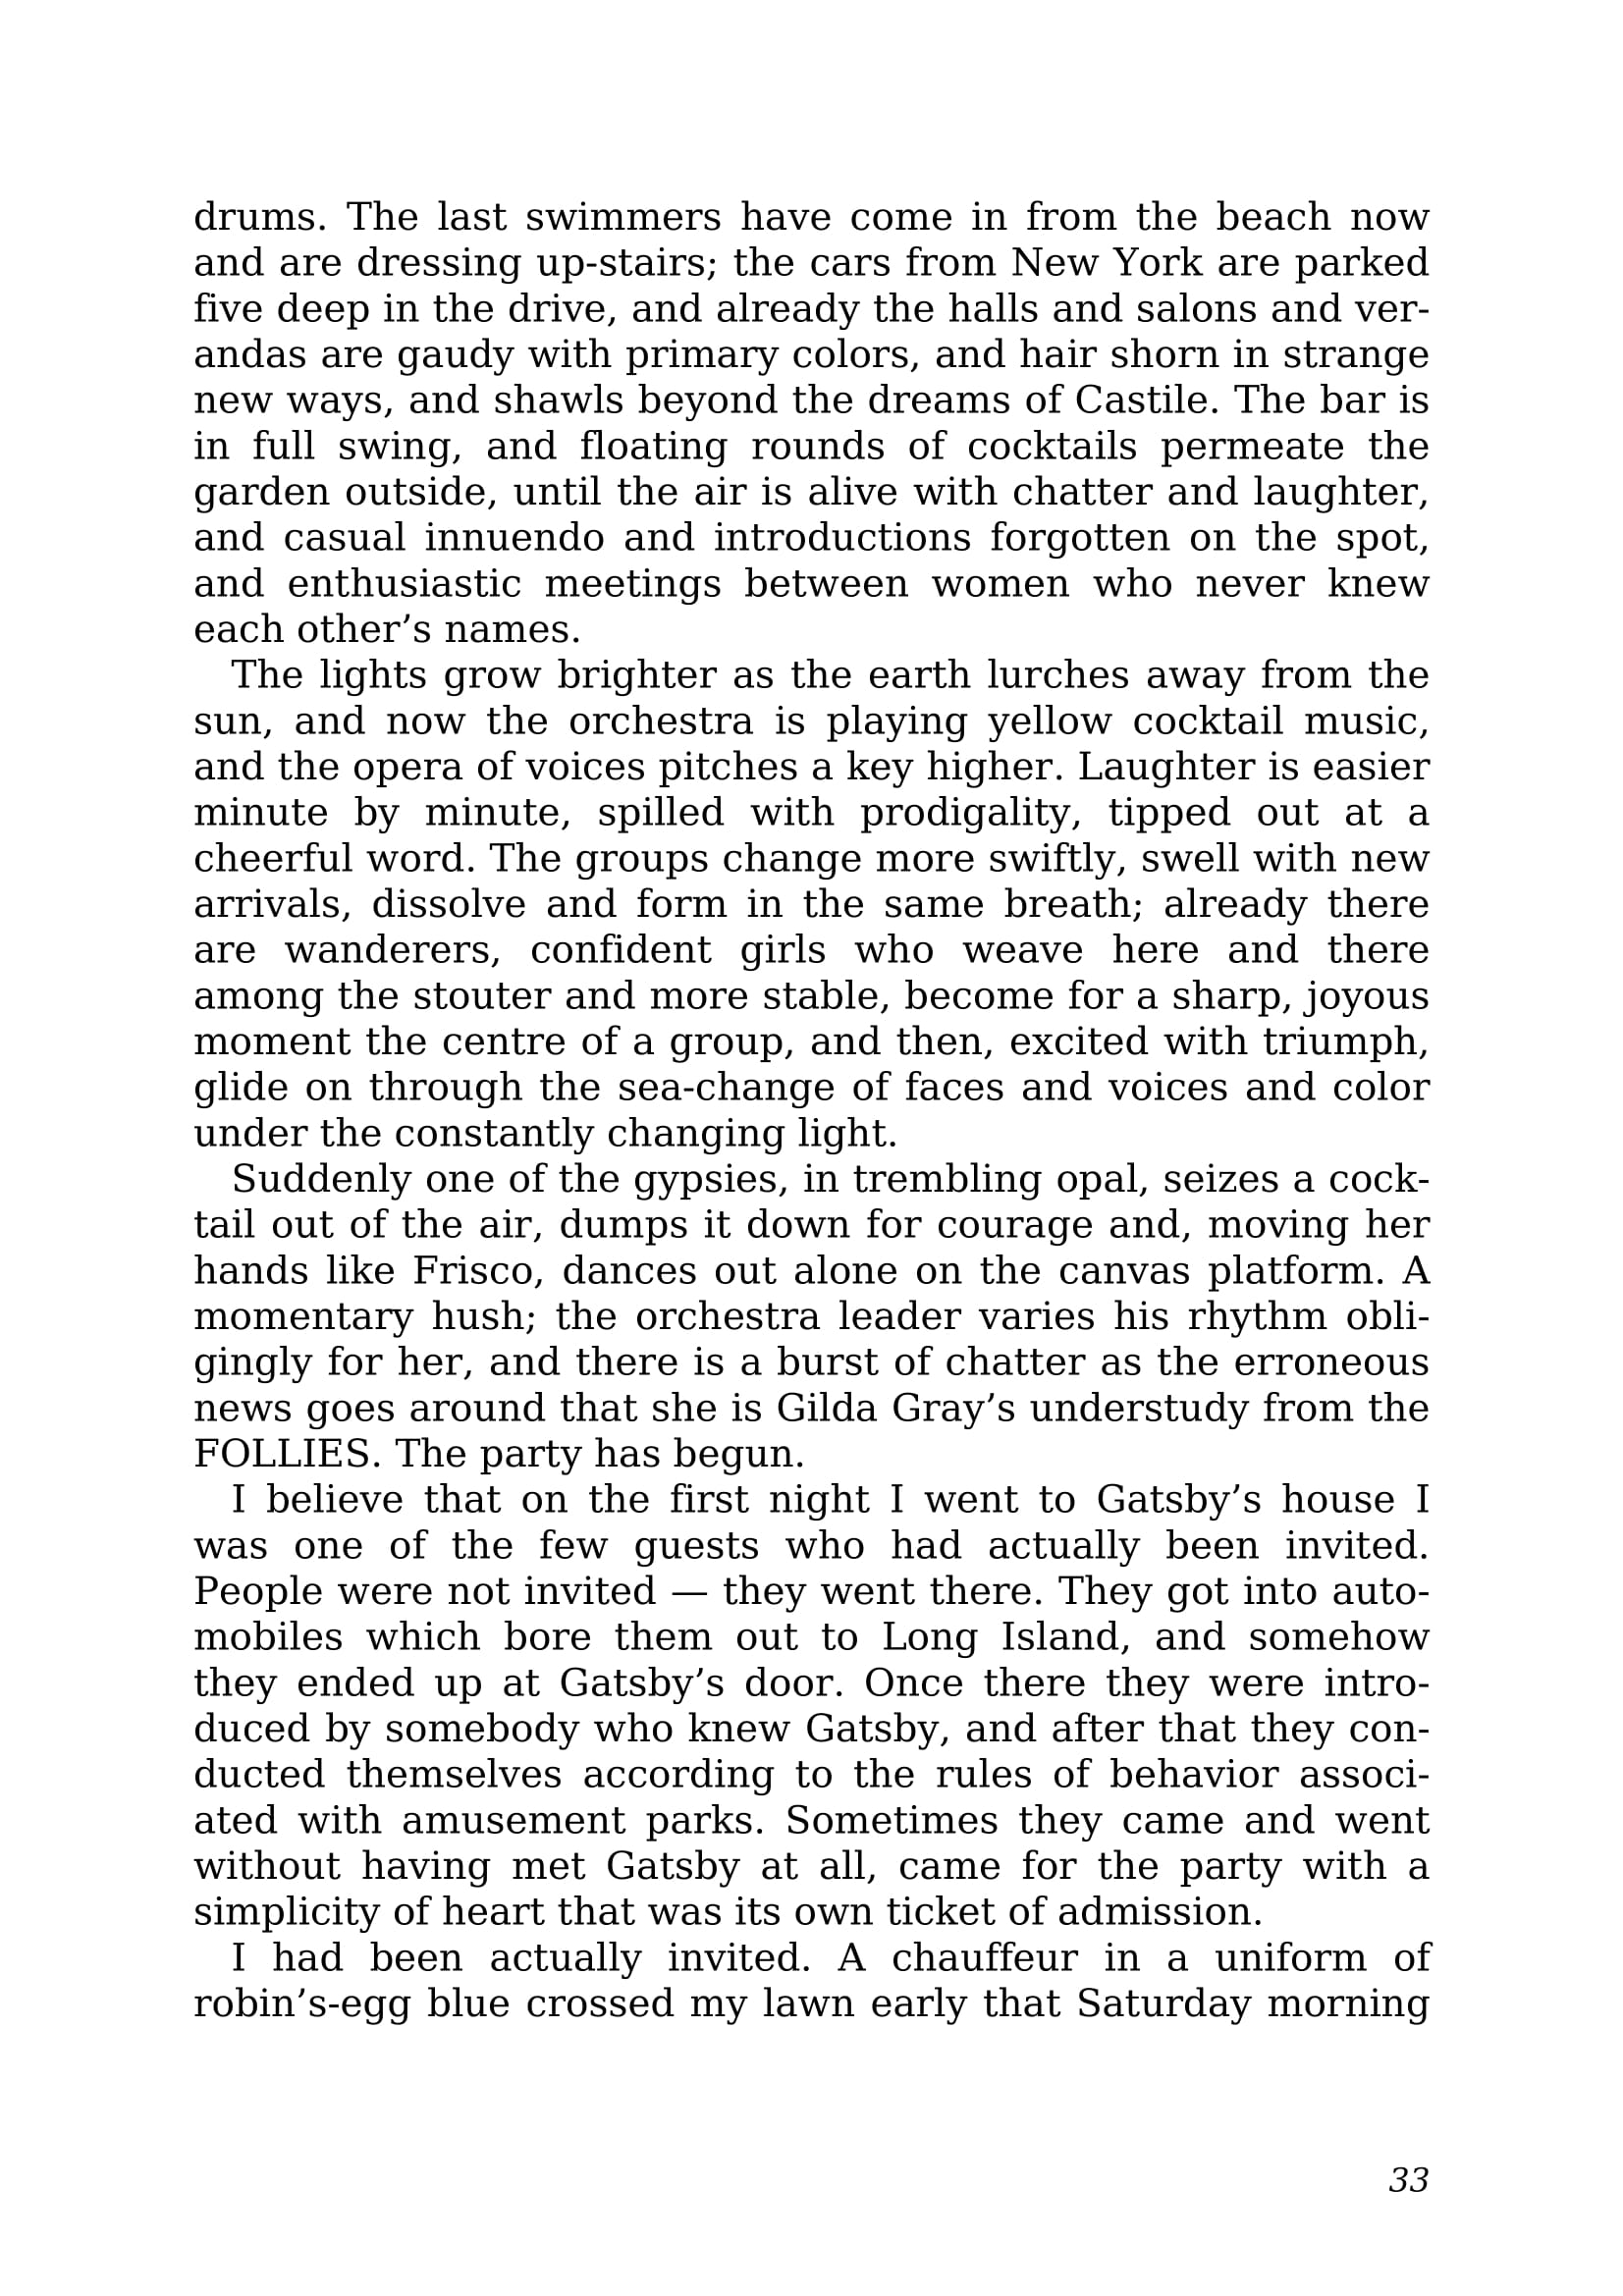 drums. The last swimmers have come in from the beach now
and are dressing up-stairs; the cars from New York are parked
five deep in the drive, and already the halls and salons and ver-
andas are gaudy with primary colors, and hair shorn in strange
new ways, and shawls beyond the dreams of Castile. The bar is
in full swing, and floating rounds of cocktails permeate the
garden outside, until the air is alive with chatter and laughter,
and casual innuendo and introductions forgotten on the spot,
and enthusiastic meetings between women who never knew
each other’s names.
The lights grow brighter as the earth lurches away from the
sun, and now the orchestra is playing yellow cocktail music,
and the opera of voices pitches a key higher. Laughter is easier
minute by minute, spilled with prodigality, tipped out at a
cheerful word. The groups change more swiftly, swell with new
arrivals, dissolve and form in the same breath; already there
are wanderers, confident girls who weave here and there
among the stouter and more stable, become for a sharp, joyous
moment the centre of a group, and then, excited with triumph,
glide on through the sea-change of faces and voices and color
under the constantly changing light.
Suddenly one of the gypsies, in trembling opal, seizes a cock-
tail out of the air, dumps it down for courage and, moving her
hands like Frisco, dances out alone on the canvas platform. A
momentary hush; the orchestra leader varies his rhythm obli-
gingly for her, and there is a burst of chatter as the erroneous
news goes around that she is Gilda Gray’s understudy from the
FOLLIES. The party has begun.
I believe that on the first night I went to Gatsby’s house I
was one of the few guests who had actually been invited.
People were not invited — they went there. They got into auto-
mobiles which bore them out to Long Island, and somehow
they ended up at Gatsby’s door. Once there they were intro-
duced by somebody who knew Gatsby, and after that they con-
ducted themselves according to the rules of behavior associ-
ated with amusement parks. Sometimes they came and went
without having met Gatsby at all, came for the party with a
simplicity of heart that was its own ticket of admission.
I had been actually invited. A chauffeur in a uniform of
robin’s-egg blue crossed my lawn early that Saturday morning
33